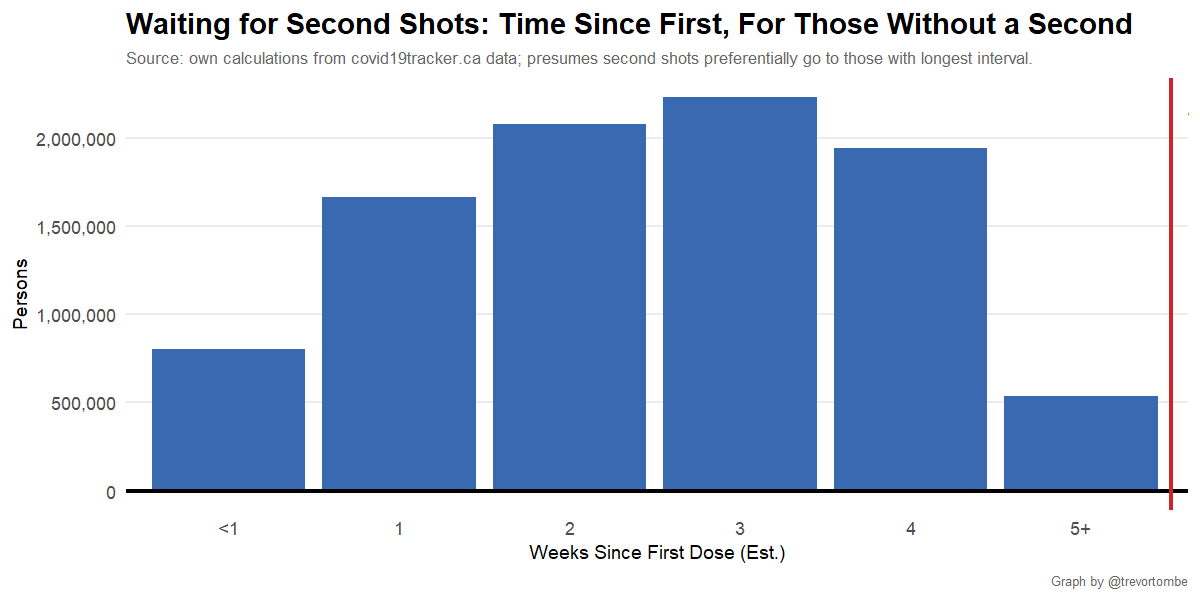 Waiting for Second Shots: Time Since First, For Those Without a Second
Source: own calculations from covid19tracker.ca data; presumes second shots preferentially go to those with longest interval.
2,000,000
1,500,000
1,000,000
500,000
0
Persons
<1
1
2
3
4
5+
Weeks Since First Dose (Est.)
Graph by @trevortombe